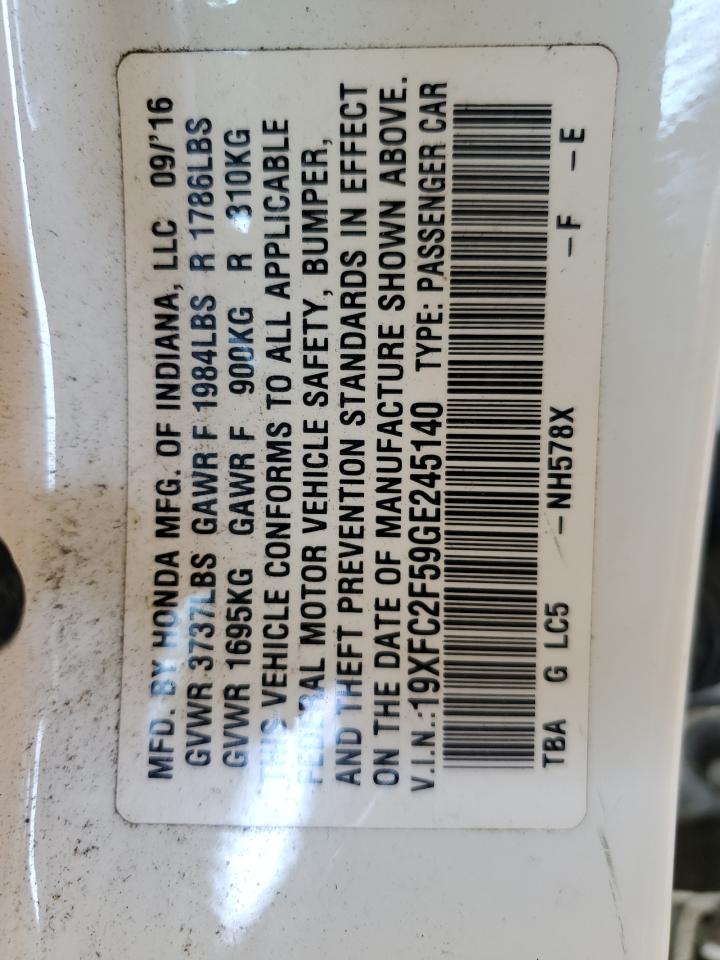 MFD. BY HONDA MFG. OF INDIANA, LLC 09/'16
GVWR 3737LBS GAWR F 1984LBS R 1786LBS
GVWR 1695KG GAWR F 900KG R 810KG
THIS VEHICLE CONFORMS TO ALL APPLICABLE
FEDERAL MOTOR VEHICLE SAFETY, BUMPER,
AND THEFT PREVENTION STANDARDS IN EFFECT
ON THE DATE OF MANUFACTURE SHOWN ABOVE.
V.I.N.:19XFC2F59GE245140 TYPE: PASSENGER CAR
TBA G LC5 -NH578X -F -E